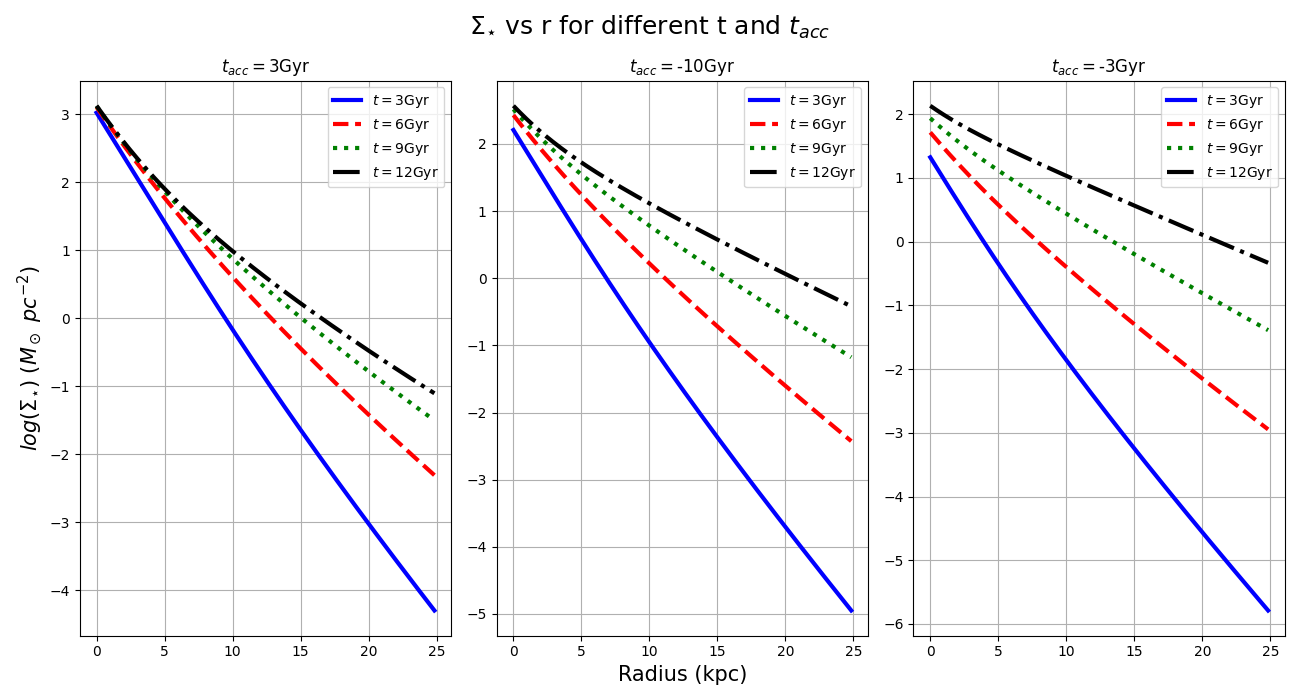 Σ⋆ vs r for different t and t_acc
t_acc = 3Gyr
t = 3Gyr
t = 6Gyr
t = 9Gyr
t = 12Gyr
3
2
1
0
−1
−2
−3
−4
0 5 10 15 20 25
log(Σ⋆) (M⊙ pc⁻²)
t_acc = -10Gyr
t = 3Gyr
t = 6Gyr
t = 9Gyr
t = 12Gyr
2
1
0
−1
−2
−3
−4
−5
0 5 10 15 20 25
Radius (kpc)
t_acc = -3Gyr
t = 3Gyr
t = 6Gyr
t = 9Gyr
t = 12Gyr
2
1
0
−1
−2
−3
−4
−5
−6
0 5 10 15 20 25